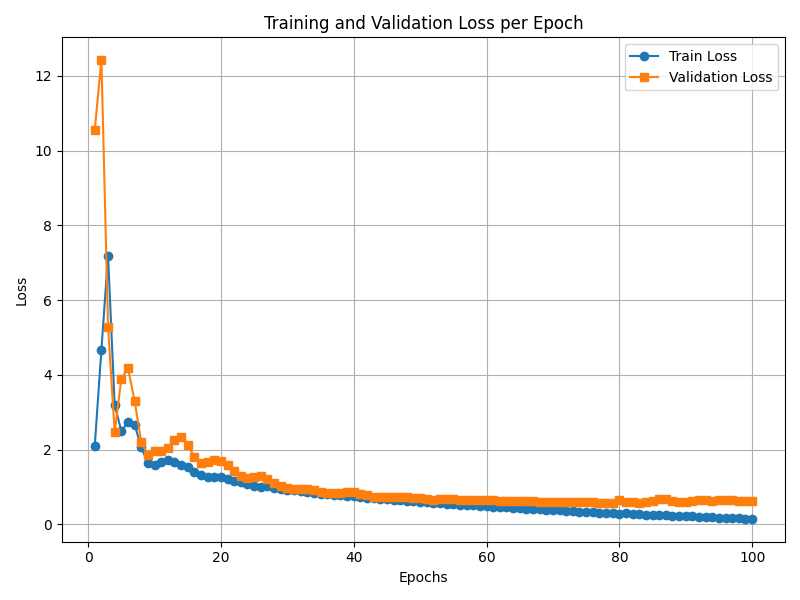 Training and Validation Loss per Epoch
Train Loss
Validation Loss
12
10
8
6
4
2
0
Loss
0 20 40 60 80 100
Epochs